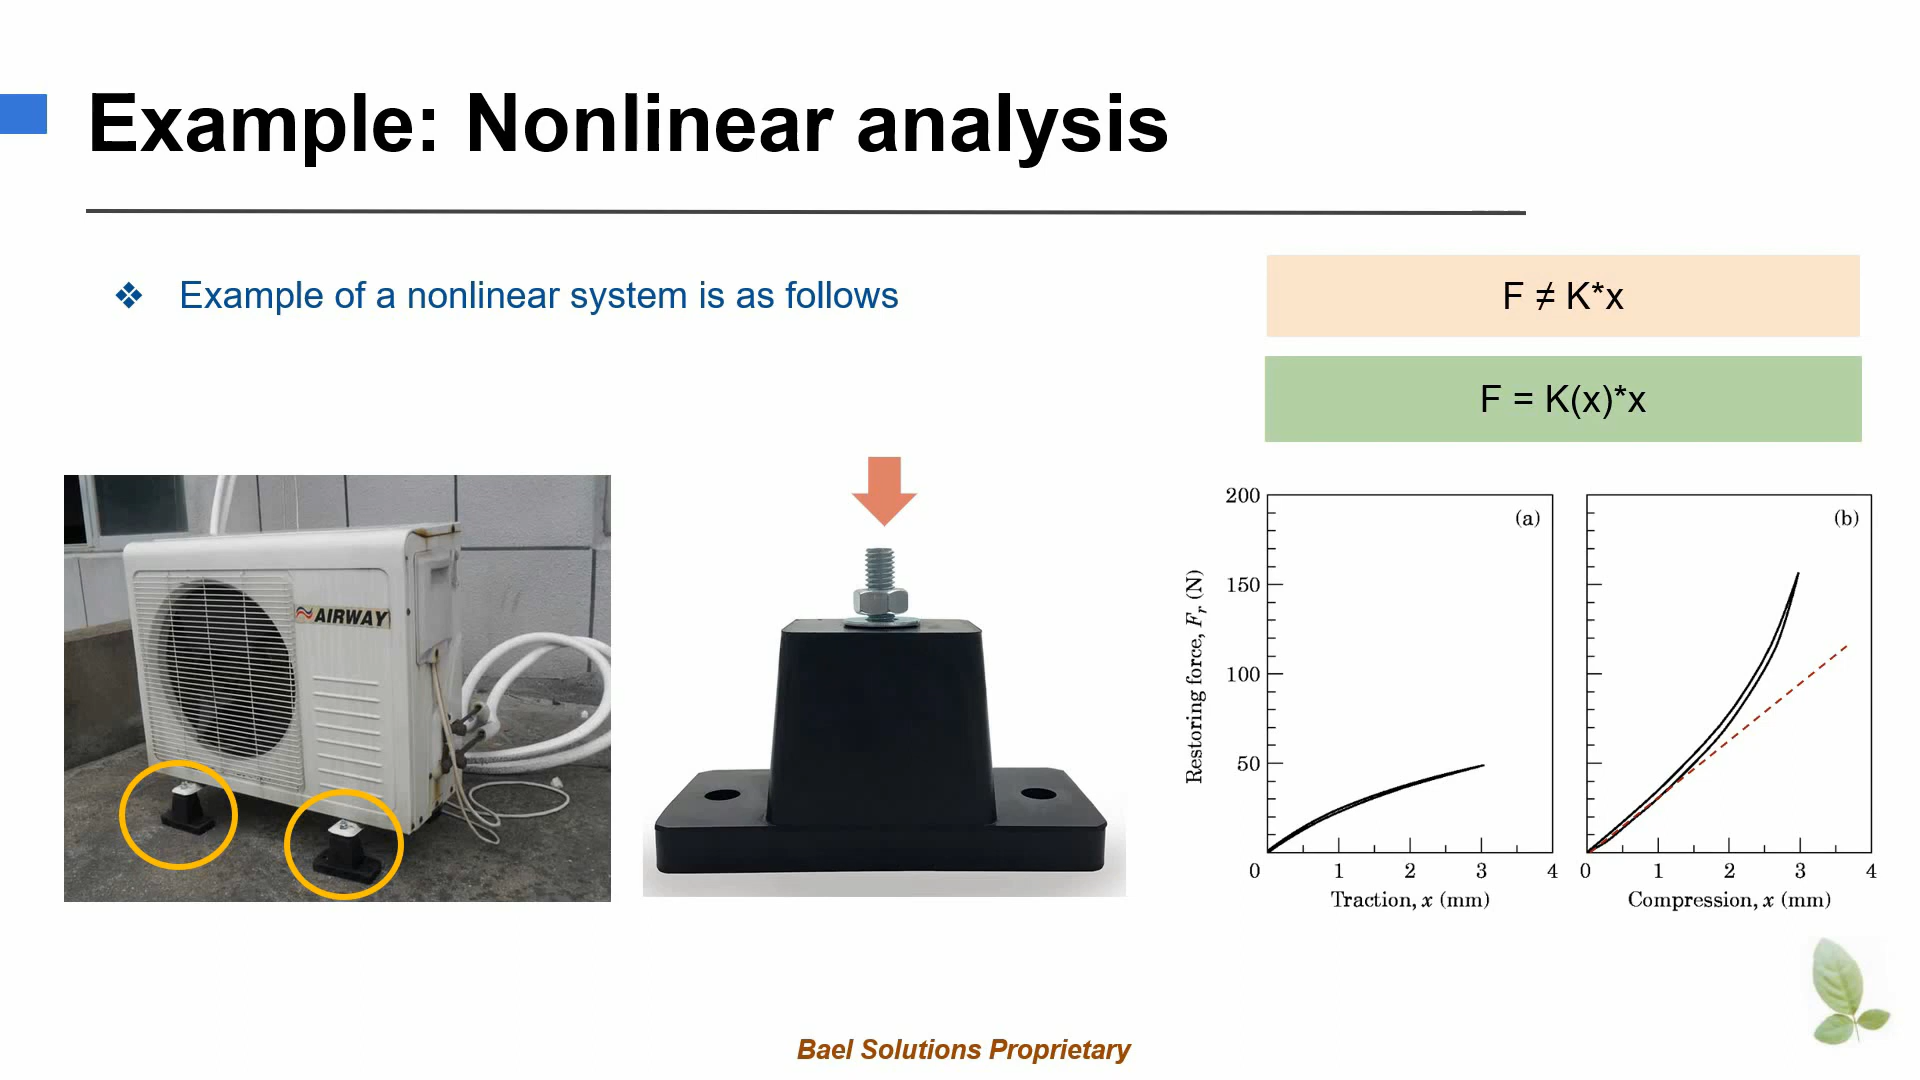 Example: Nonlinear analysis
❖ Example of a nonlinear system is as follows
F ≠ K*x
F = K(x)*x
AIRWAY
Restoring force, Fr (N)
200
150
100
50
0
(a)
1 2 3 4
Traction, x (mm)
(b)
0 1 2 3 4
Compression, x (mm)
Bael Solutions Proprietary